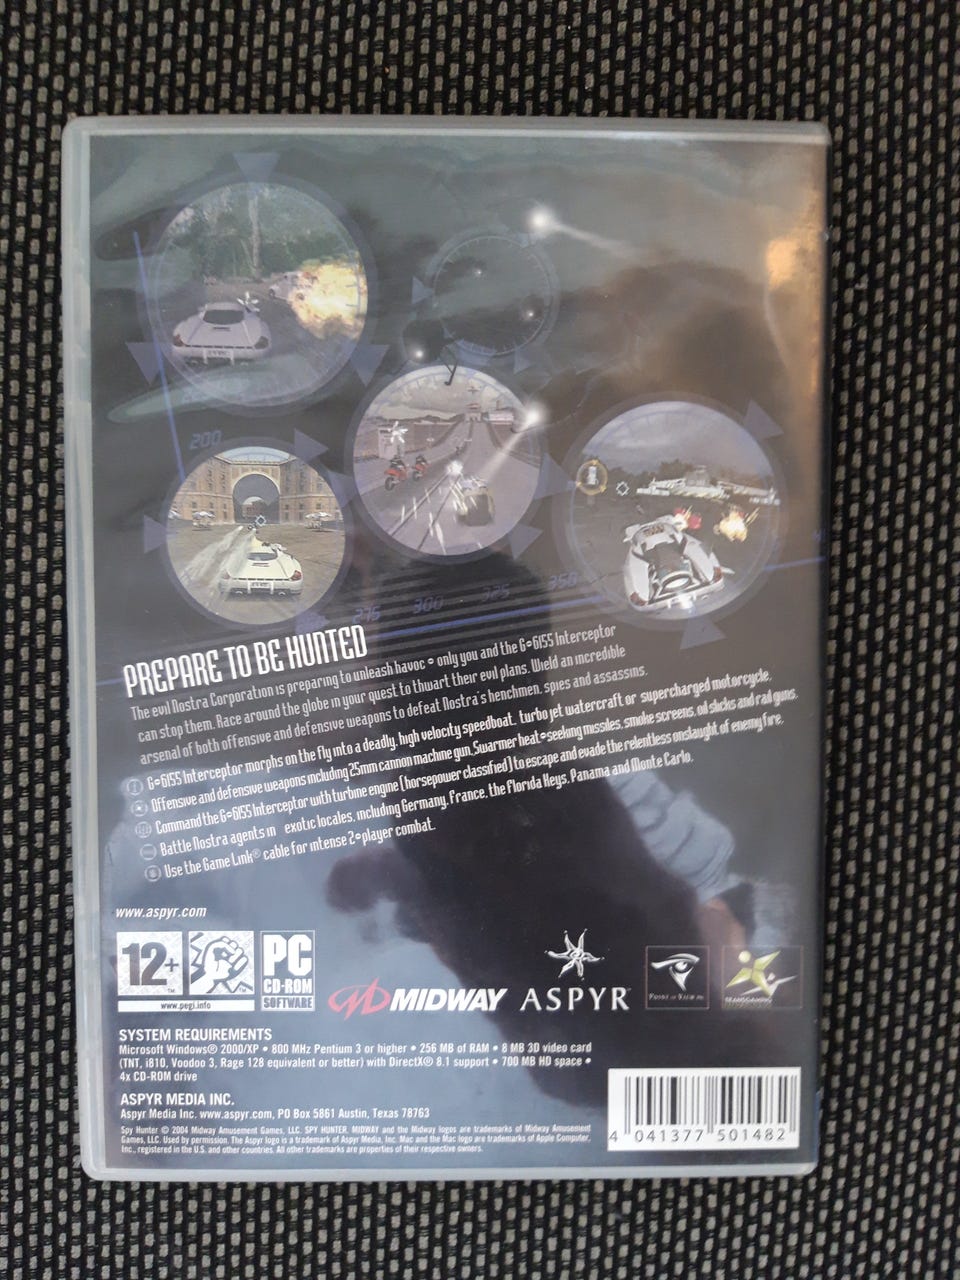 200
275 300 325 350
PREPARE TO BE HUNTED
The evil Nostra Corporation is preparing to unleash havoc - only you and the G-6155 Interceptor
can stop them. Race around the globe in your quest to thwart their evil plans. Wield an incredible
arsenal of both offensive and defensive weapons to defeat Nostra's henchmen, spies and assassins.
G-6155 Interceptor morphs on the fly into a deadly, high velocity speedboat, turbo jet watercraft or supercharged motorcycle.
Offensive and defensive weapons including 25mm cannon machine gun, Swarmer heat-seeking missiles, smoke screens, oil slicks and rail guns.
Command the G-6155 Interceptor with turbine engine (horsepower classified) to escape and evade the relentless onslaught of enemy fire.
Battle Nostra agents in exotic locales, including Germany, France, the Florida Keys, Panama and Monte Carlo.
Use the Game Link® cable for intense 2-player combat.
www.aspyr.com
12+ ™
™
www.pegi.info
PC
CD-ROM
SOFTWARE
MIDWAY
ASPYR™
TRANSGAMING
SYSTEM REQUIREMENTS
Microsoft Windows® 2000/XP • 800 MHz Pentium 3 or higher • 256 MB of RAM • 8 MB 3D video card
(TNT, i810, Voodoo 3, Rage 128 equivalent or better) with DirectX® 8.1 support • 700 MB HD space •
4x CD-ROM drive
ASPYR MEDIA INC.
Aspyr Media Inc. www.aspyr.com, PO Box 5861 Austin, Texas 78763
Spy Hunter © 2004 Midway Amusement Games, LLC. SPY HUNTER, MIDWAY and the Midway logos are trademarks of Midway Amusement
Games, LLC. Used by permission. The Aspyr logo is a trademark of Aspyr Media, Inc. Mac and the Mac logo are trademarks of Apple Computer,
Inc., registered in the U.S. and other countries. All other trademarks are properties of their respective owners.
4 041377 501482